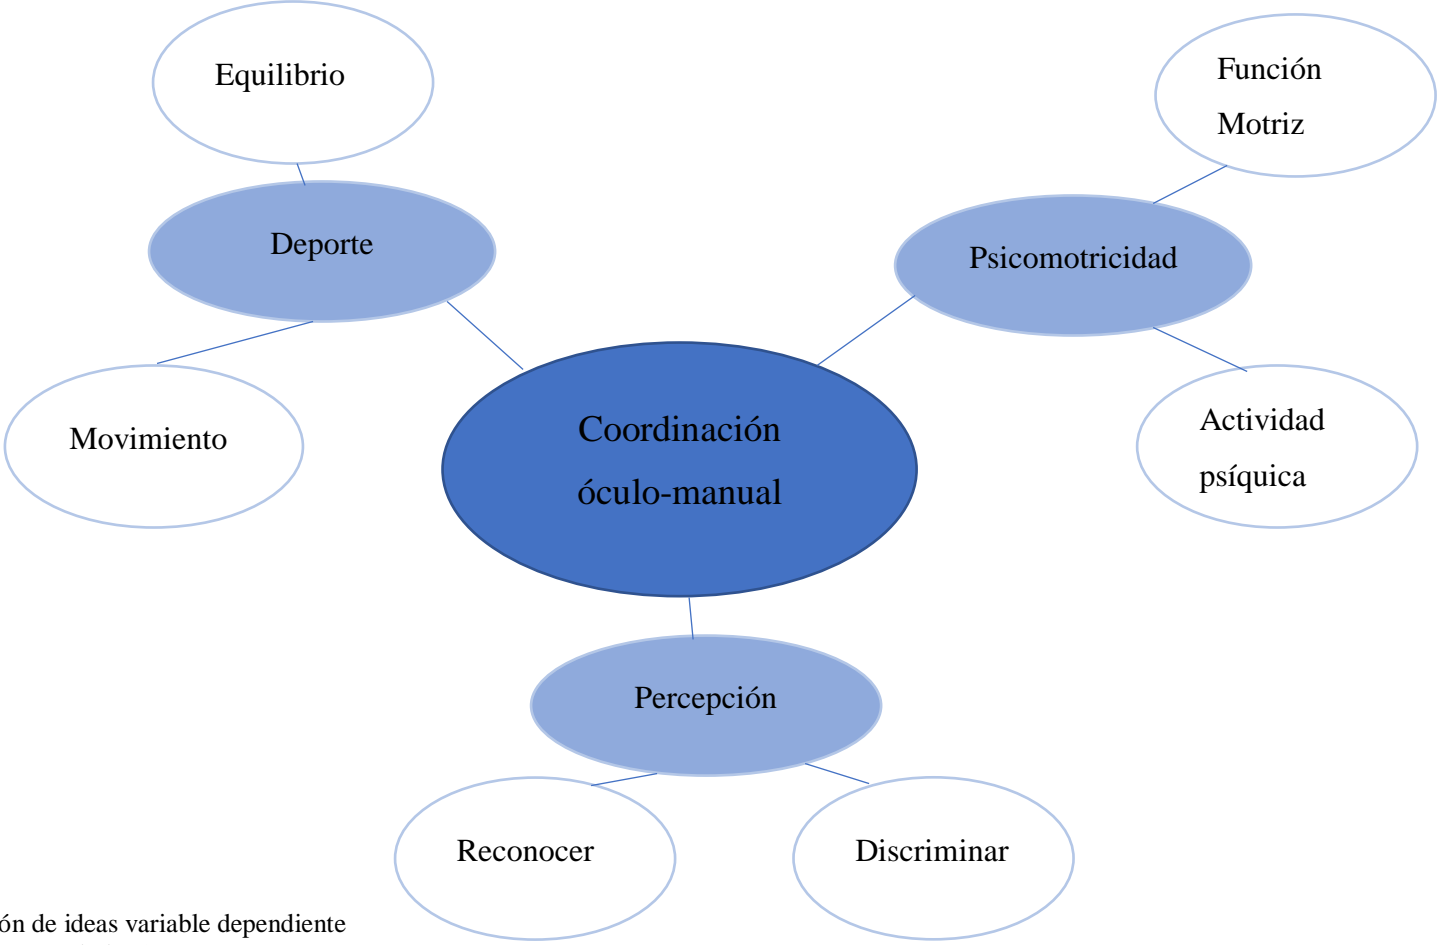 Equilibrio
Función
Motriz
Deporte
Psicomotricidad
Movimiento
Coordinación
óculo-manual
Actividad
psíquica
Percepción
Reconocer
Discriminar
ón de ideas variable dependiente